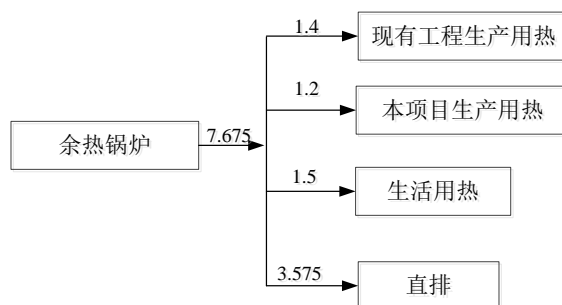 1.4
现有工程生产用热
1.2
本项目生产用热
余热锅炉
7.675
1.5
生活用热
3.575
直排